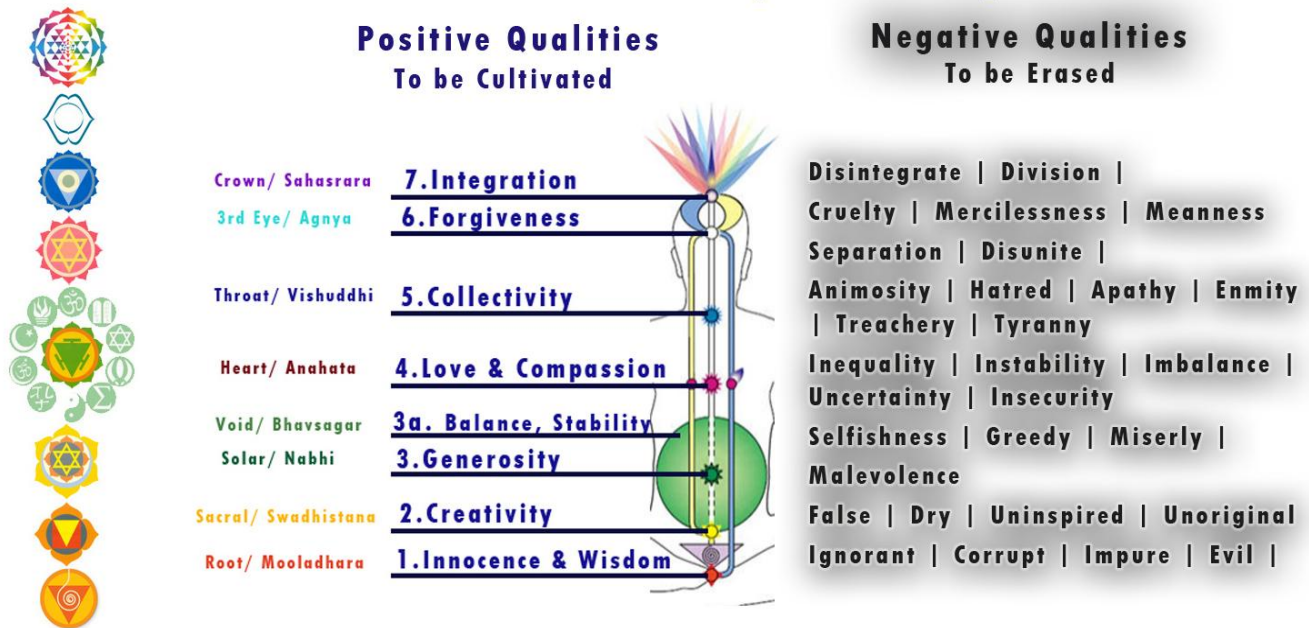 Positive Qualities
To be Cultivated
Negative Qualities
To be Erased
Crown/ Sahasrara 7.Integration
3rd Eye/ Agnya 6.Forgiveness
Throat/ Vishuddhi 5.Collectivity
Heart/ Anahata 4.Love & Compassion
Void/ Bhavsagar 3a. Balance, Stability
Solar/ Nabhi 3.Generosity
Sacral/ Swadhistana 2.Creativity
Root/ Mooladhara 1.Innocence & Wisdom
Disintegrate | Division |
Cruelty | Mercilessness | Meanness
Separation | Disunite |
Animosity | Hatred | Apathy | Enmity
| Treachery | Tyranny
Inequality | Instability | Imbalance |
Uncertainty | Insecurity
Selfishness | Greedy | Miserly |
Malevolence
False | Dry | Uninspired | Unoriginal
Ignorant | Corrupt | Impure | Evil |